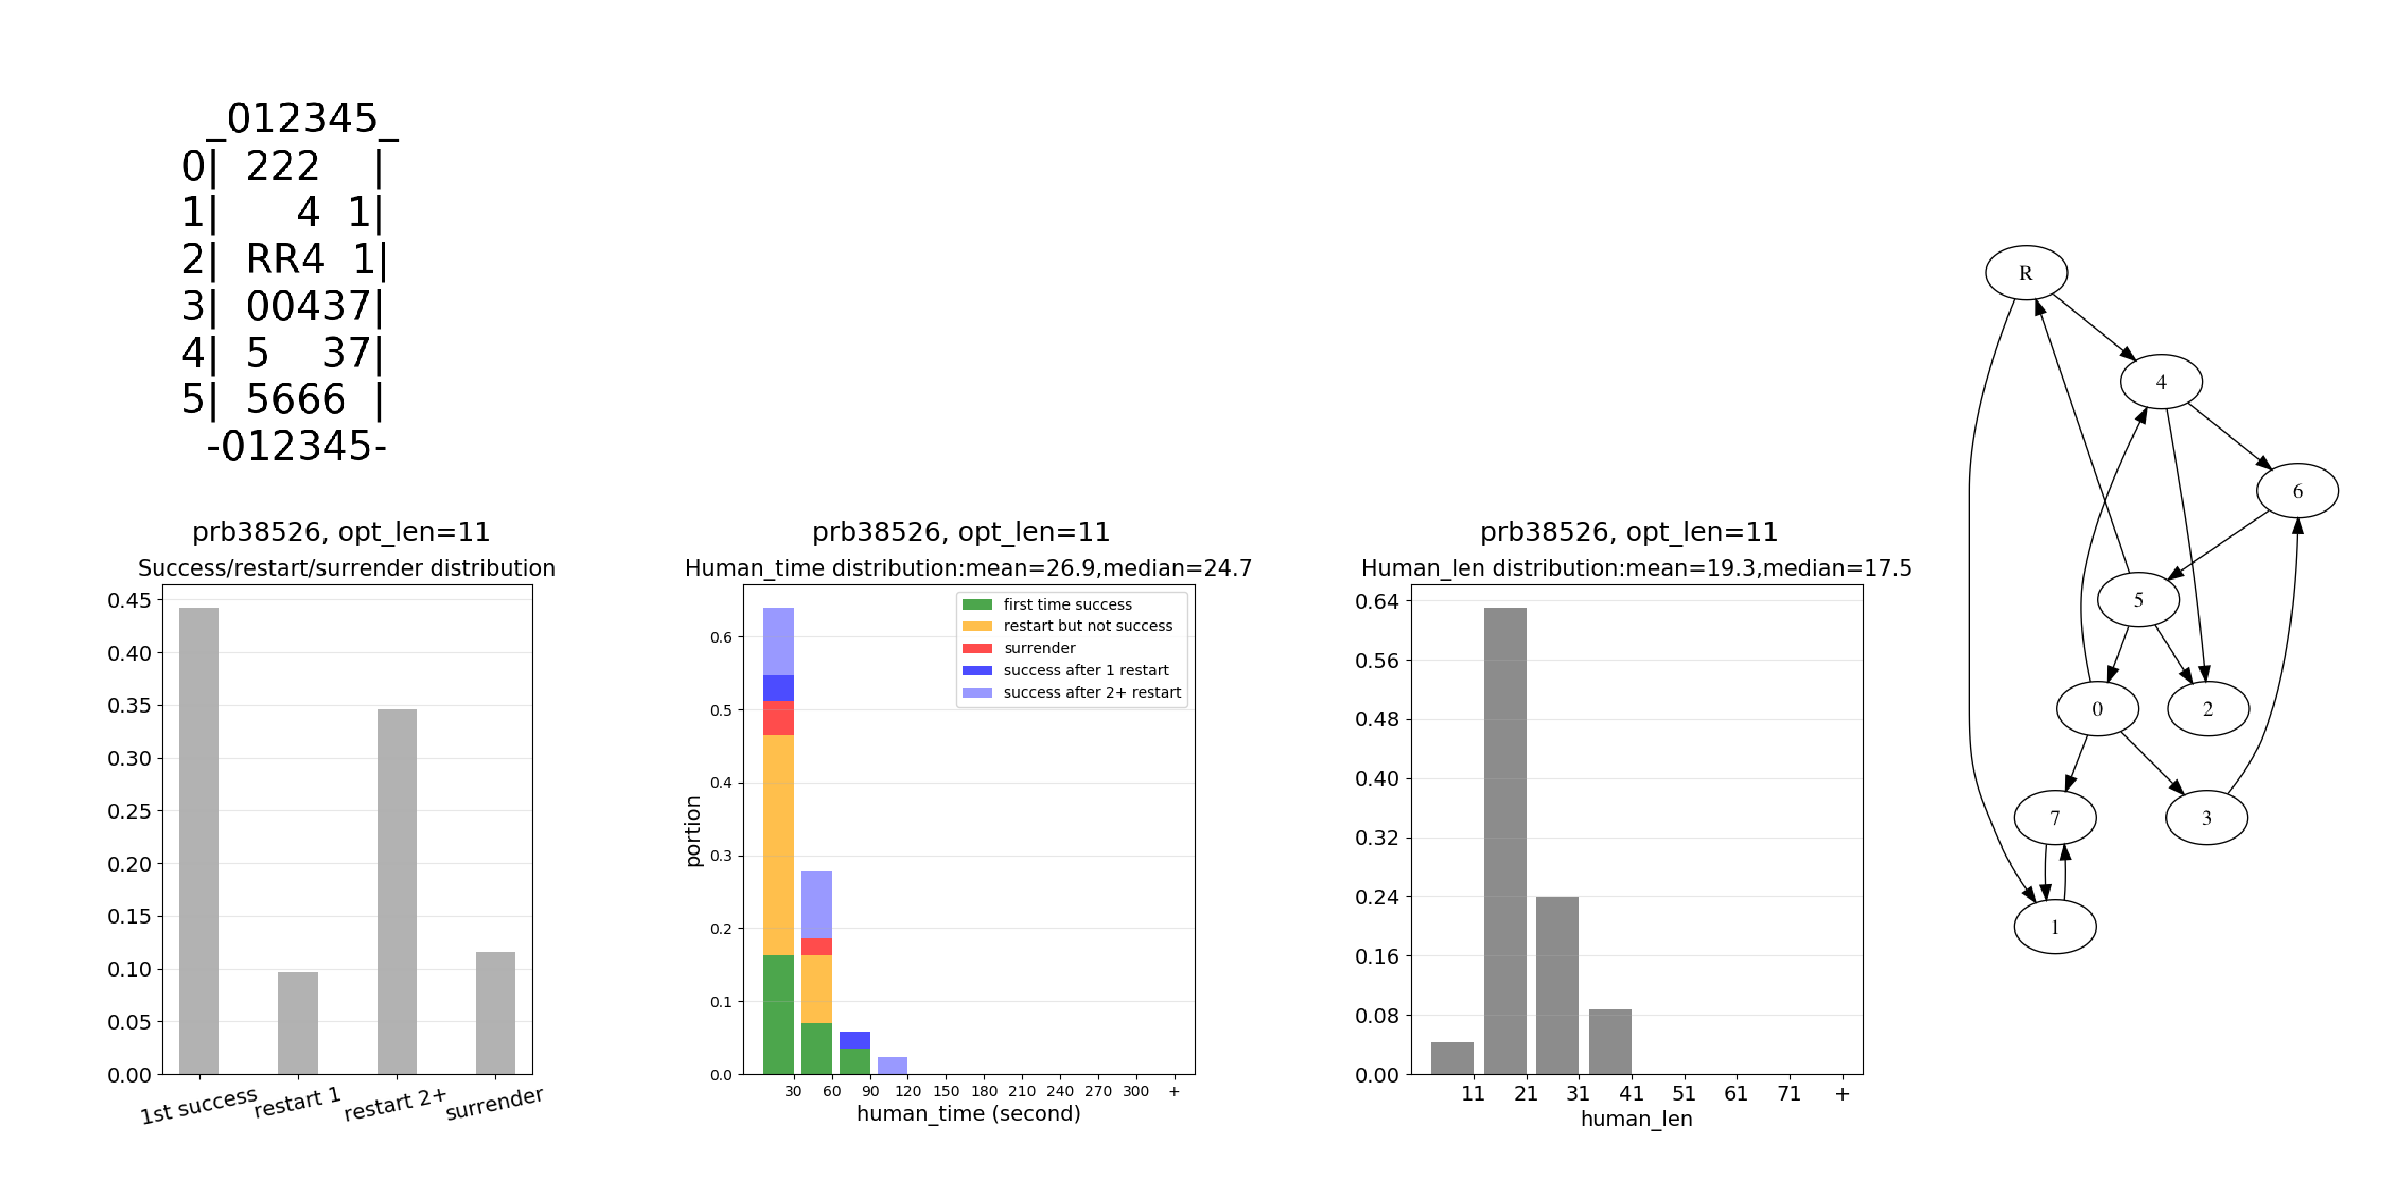 _012345_
0| 222   |
1|    4  1|
2| RR4  1|
3| 00437|
4| 5   37|
5| 5666  |
-012345-
prb38526, opt_len=11
Success/restart/surrender distribution
0.45
0.40
0.35
0.30
0.25
0.20
0.15
0.10
0.05
0.00
1st success restart 1 restart 2+ surrender
prb38526, opt_len=11
Human_time distribution:mean=26.9,median=24.7
first time success
restart but not success
surrender
success after 1 restart
success after 2+ restart
portion
0.6
0.5
0.4
0.3
0.2
0.1
0.0
30 60 90 120 150 180 210 240 270 300 +
human_time (second)
prb38526, opt_len=11
Human_len distribution:mean=19.3,median=17.5
0.64
0.56
0.48
0.40
0.32
0.24
0.16
0.08
0.00
11 21 31 41 51 61 71 +
human_len
R
4
6
5
0 2
7 3
1